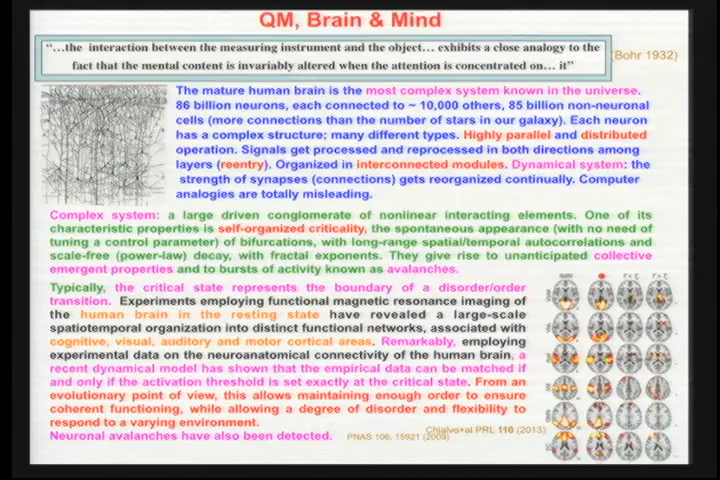 QM, Brain & Mind
“…the interaction between the measuring instrument and the object… exhibits a close analogy to the
fact that the mental content is invariably altered when the attention is concentrated on… it”
(Bohr 1932)
The mature human brain is the most complex system known in the universe.
86 billion neurons, each connected to ~ 10,000 others, 85 billion non-neuronal
cells (more connections than the number of stars in our galaxy). Each neuron
has a complex structure; many different types. Highly parallel and distributed
operation. Signals get processed and reprocessed in both directions among
layers (reentry). Organized in interconnected modules. Dynamical system: the
strength of synapses (connections) gets reorganized continually. Computer
analogies are totally misleading.
Complex system: a large driven conglomerate of nonlinear interacting elements. One of its
characteristic properties is self-organized criticality, the spontaneous appearance (with no need of
tuning a control parameter) of bifurcations, with long-range spatial/temporal autocorrelations and
scale-free (power-law) decay, with fractal exponents. They give rise to unanticipated collective
emergent properties and to bursts of activity known as avalanches.
Typically, the critical state represents the boundary of a disorder/order
transition. Experiments employing functional magnetic resonance imaging of
the human brain in the resting state have revealed a large-scale
spatiotemporal organization into distinct functional networks, associated with
cognitive, visual, auditory and motor cortical areas. Remarkably, employing
experimental data on the neuroanatomical connectivity of the human brain, a
recent dynamical model has shown that the empirical data can be matched if
and only if the activation threshold is set exactly at the critical state. From an
evolutionary point of view, this allows maintaining enough order to ensure
coherent functioning, while allowing a degree of disorder and flexibility to
respond to a varying environment.
Chialvo+al PRL 110 (2013)
Neuronal avalanches have also been detected. PNAS 106, 15921 (2009)